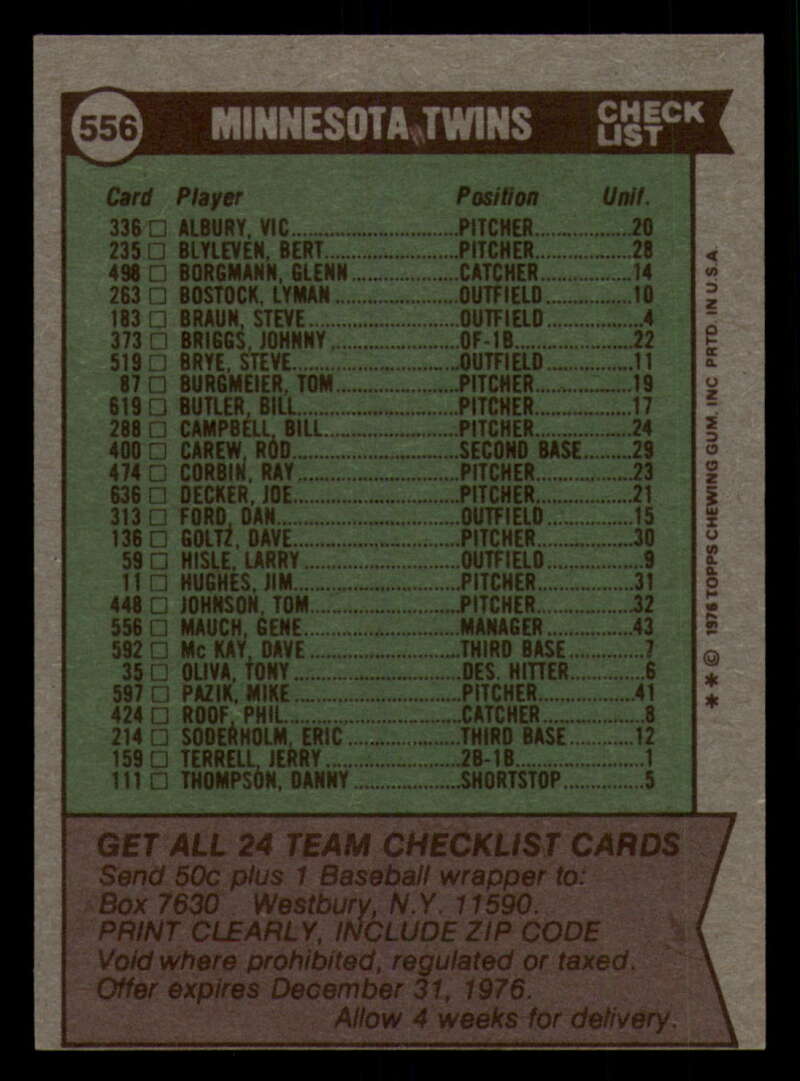 556 MINNESOTA TWINS CHECK LIST
Card Player Position Unif.
336 □ ALBURY, VIC PITCHER 20
235 □ BLYLEVEN, BERT PITCHER 28
498 □ BORGMANN, GLENN CATCHER 14
263 □ BOSTOCK, LYMAN OUTFIELD 10
183 □ BRAUN, STEVE OUTFIELD 4
373 □ BRIGGS, JOHNNY OF-1B 22
519 □ BRYE, STEVE OUTFIELD 11
87 □ BURGMEIER, TOM PITCHER 19
619 □ BUTLER, BILL PITCHER 17
288 □ CAMPBELL, BILL PITCHER 24
400 □ CAREW, ROD SECOND BASE 29
474 □ CORBIN, RAY PITCHER 23
636 □ DECKER, JOE PITCHER 21
313 □ FORD, DAN OUTFIELD 15
136 □ GOLTZ, DAVE PITCHER 30
59 □ HISLE, LARRY OUTFIELD 9
11 □ HUGHES, JIM PITCHER 31
448 □ JOHNSON, TOM PITCHER 32
556 □ MAUCH, GENE MANAGER 43
592 □ Mc KAY, DAVE THIRD BASE 7
35 □ OLIVA, TONY DES. HITTER 6
597 □ PAZIK, MIKE PITCHER 41
424 □ ROOF, PHIL CATCHER 8
214 □ SODERHOLM, ERIC THIRD BASE 12
159 □ TERRELL, JERRY 2B-1B 1
111 □ THOMPSON, DANNY SHORTSTOP 5
GET ALL 24 TEAM CHECKLIST CARDS
Send 50c plus 1 Baseball wrapper to:
Box 7630 Westbury, N.Y. 11590.
PRINT CLEARLY, INCLUDE ZIP CODE
Void where prohibited, regulated or taxed.
Offer expires December 31, 1976.
Allow 4 weeks for delivery.
**© 1976 TOPPS CHEWING GUM, INC. PRTD. IN U.S.A.